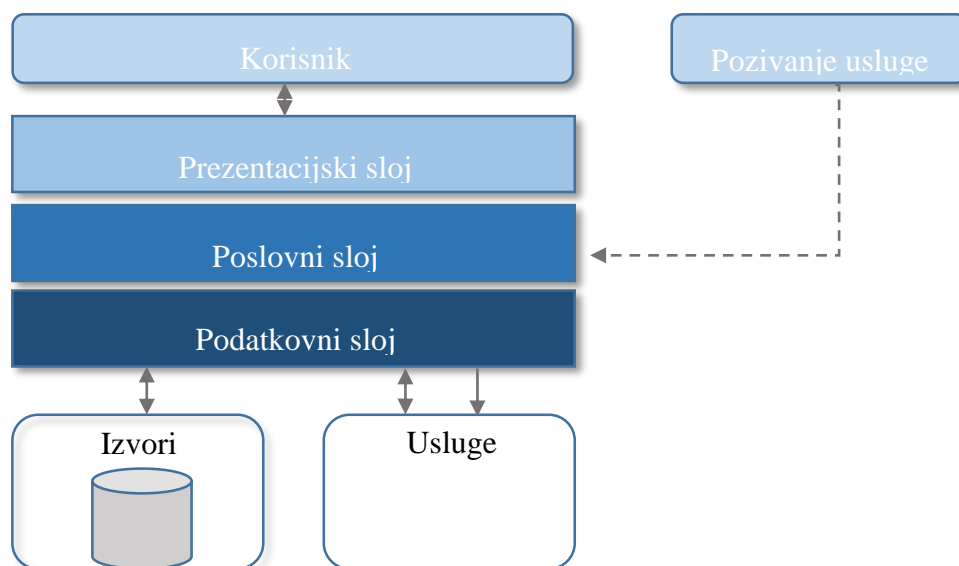 Korisnik
Pozivanje usluge
Prezentacijski sloj
Poslovni sloj
Podatkovni sloj
Izvori
Usluge